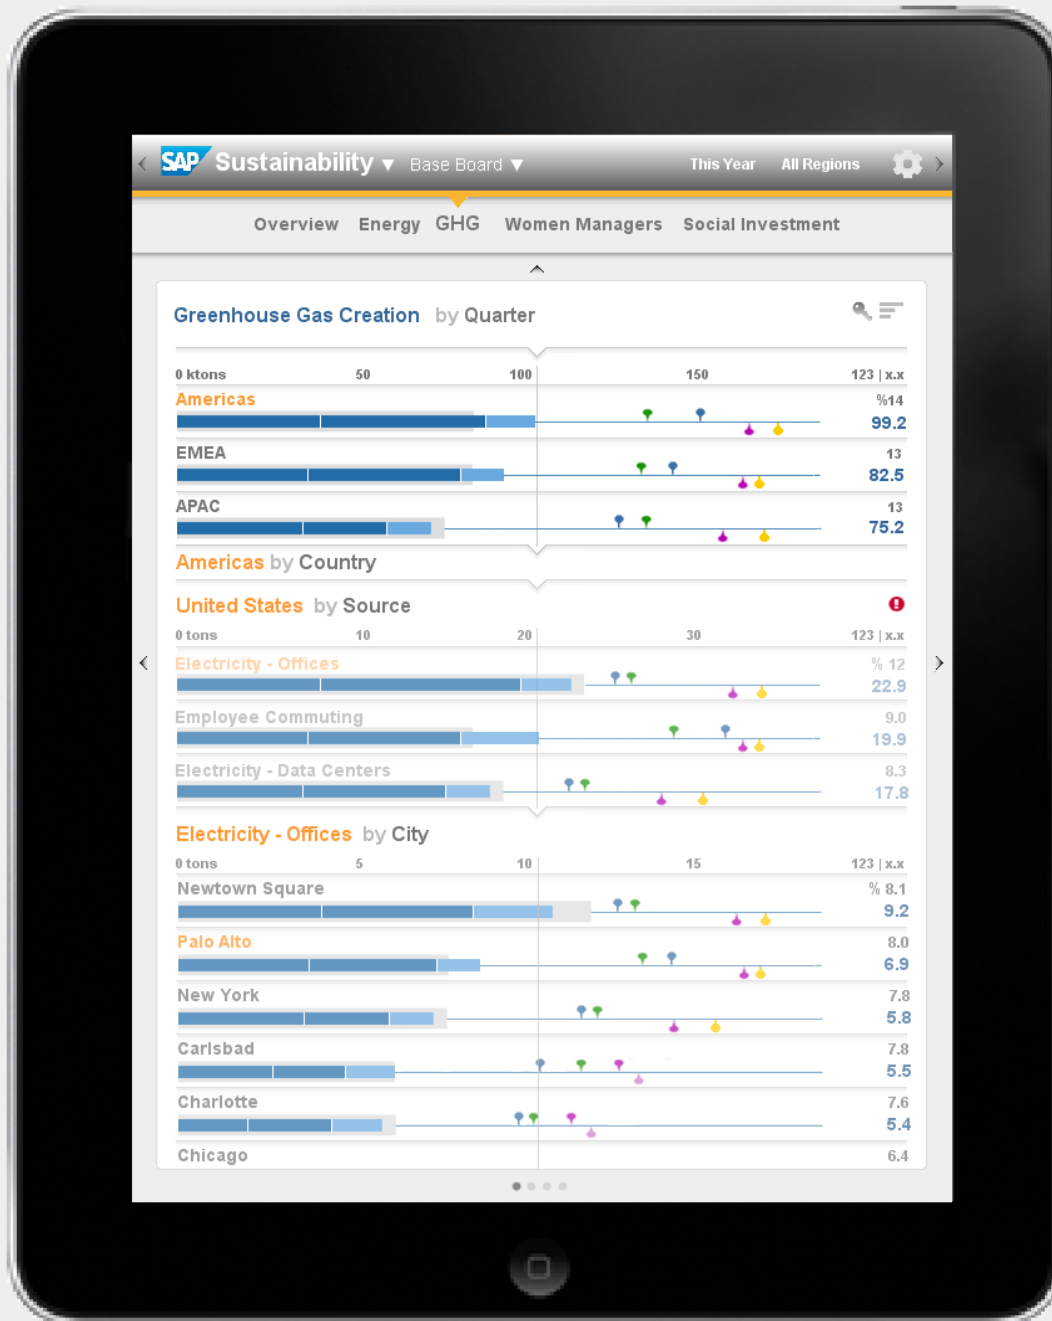 SAP Sustainability Base Board This Year All Regions
Overview Energy GHG Women Managers Social Investment
Greenhouse Gas Creation by Quarter
0 ktons 50 100 150 123 | x.x
Americas %14
99.2
EMEA 13
82.5
APAC 13
75.2
Americas by Country
United States by Source
0 tons 10 20 30 123 | x.x
Electricity - Offices % 12
22.9
Employee Commuting 9.0
19.9
Electricity - Data Centers 8.3
17.8
Electricity - Offices by City
0 tons 5 10 15 123 | x.x
Newtown Square % 8.1
9.2
Palo Alto 8.0
6.9
New York 7.8
5.8
Carlsbad 7.8
5.5
Charlotte 7.6
5.4
Chicago 6.4